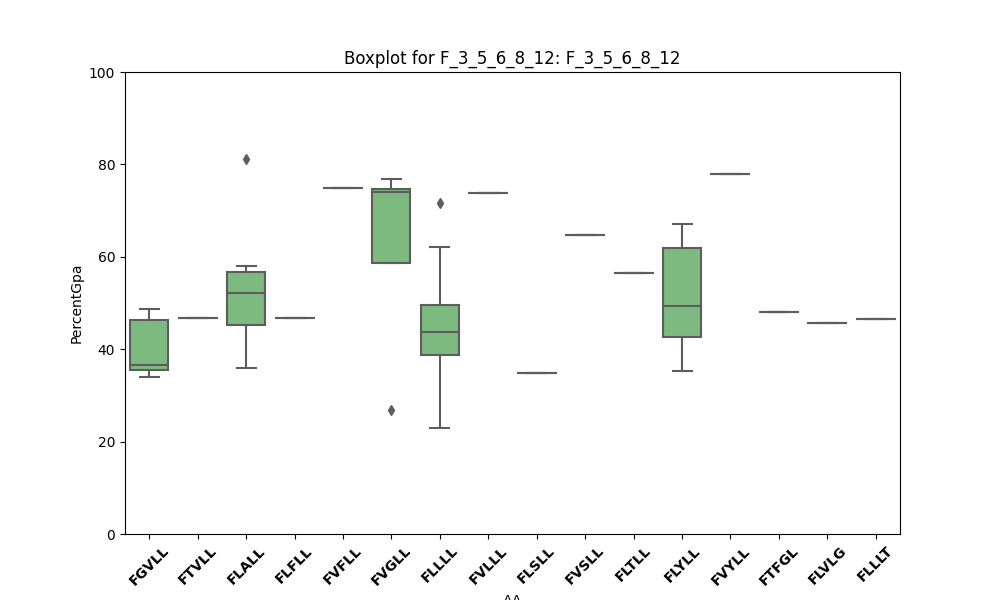 Boxplot for F_3_5_6_8_12: F_3_5_6_8_12
100
80
60
40
20
0
PercentGpa
FGVLL
FTVLL
FLALL
FLFLL
FVFLL
FVGLL
FLLLL
FVLLL
FLSLL
FVSLL
FLTLL
FLYLL
FVYLL
FTFGL
FLVLG
FLLLT
AA